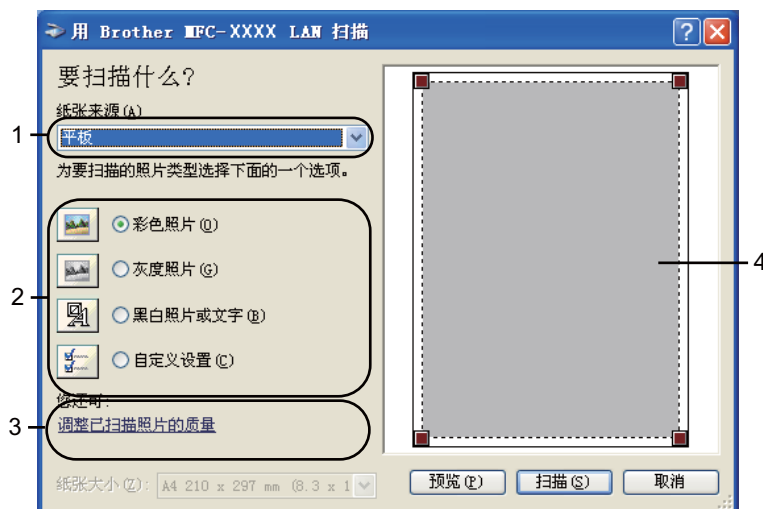 用 Brother MFC-XXXX LAN 扫描
要扫描什么?
纸张来源(A)
1
平板
为要扫描的照片类型选择下面的一个选项。
彩色照片(O)
灰度照片(G)
2
黑白照片或文字(B)
自定义设置(C)
4
您还可:
3
调整已扫描照片的质量
纸张大小(Z): A4 210 x 297 mm (8.3 x 1
预览(P) 扫描(S) 取消